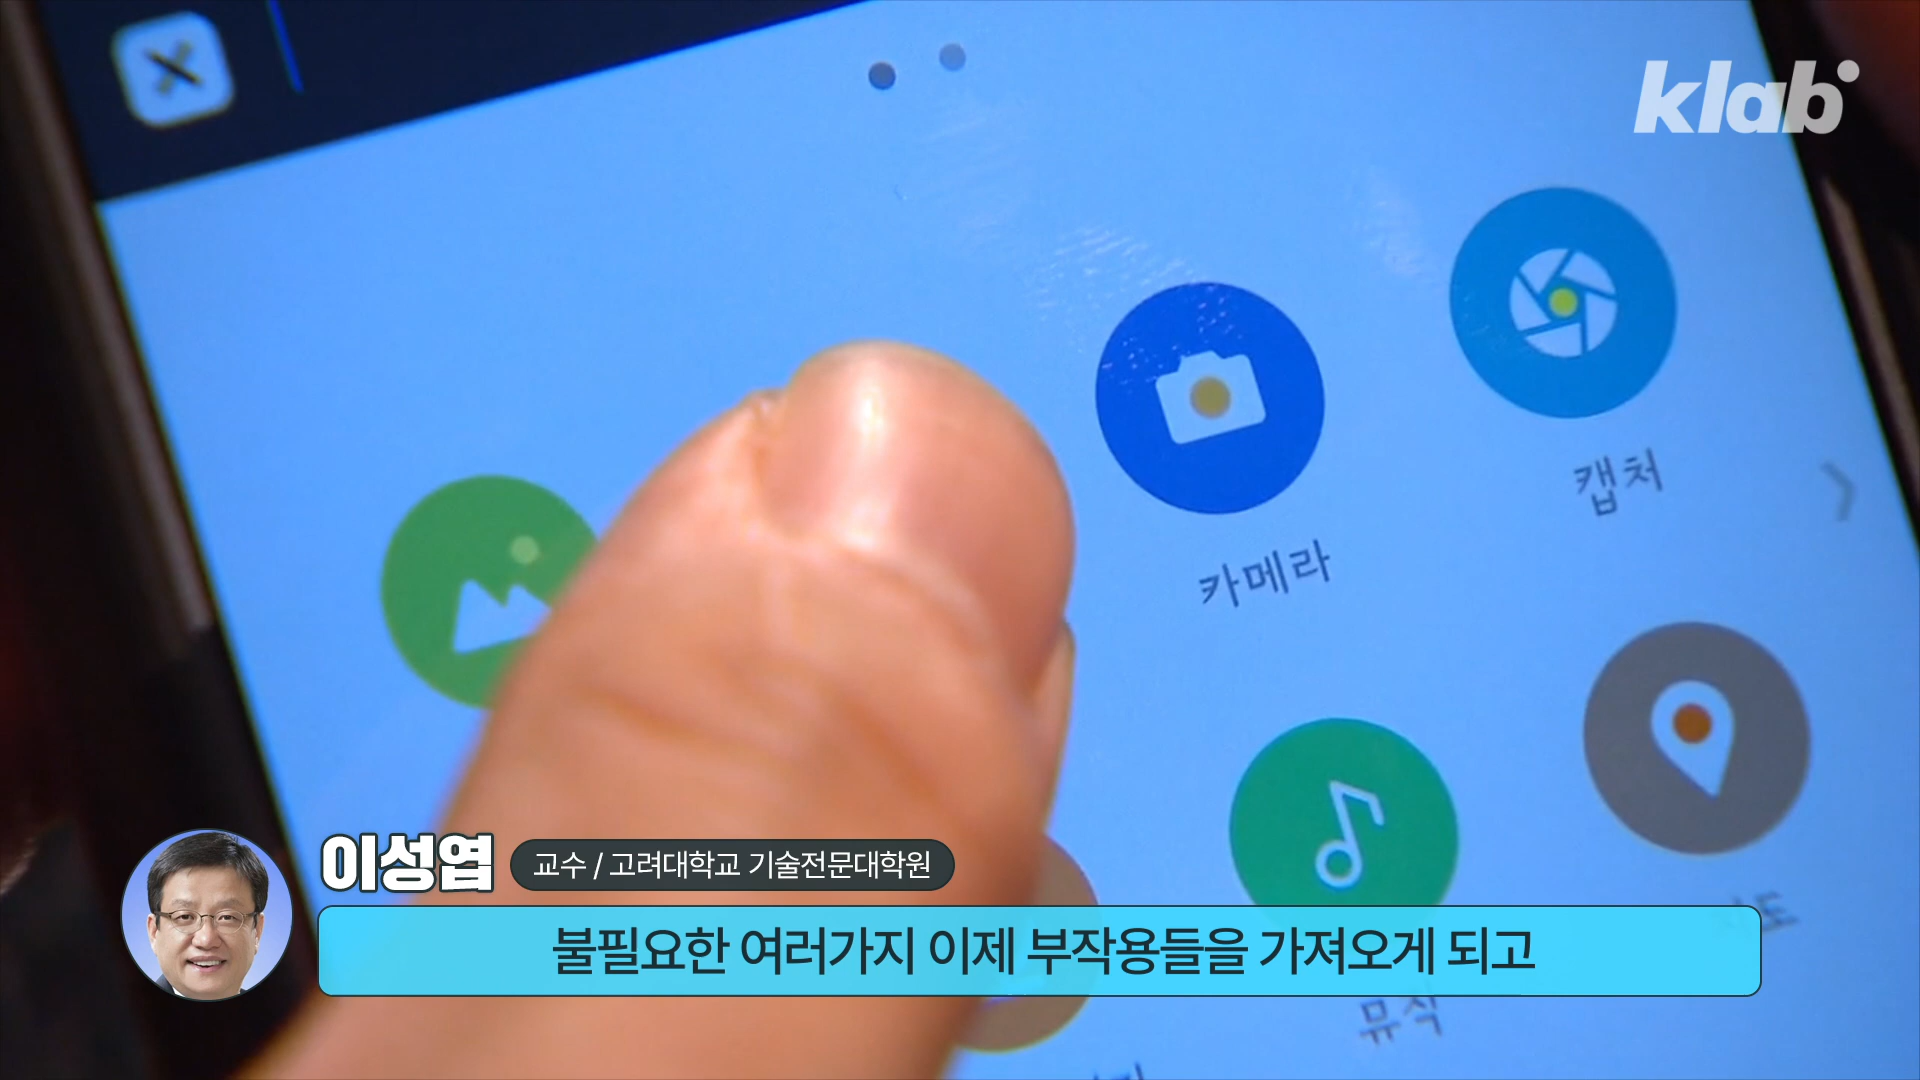 klab
캡처
카메라
이성엽
교수 / 고려대학교 기술전문대학원
불필요한 여러가지 이제 부작용들을 가져오게 되고
뮤직